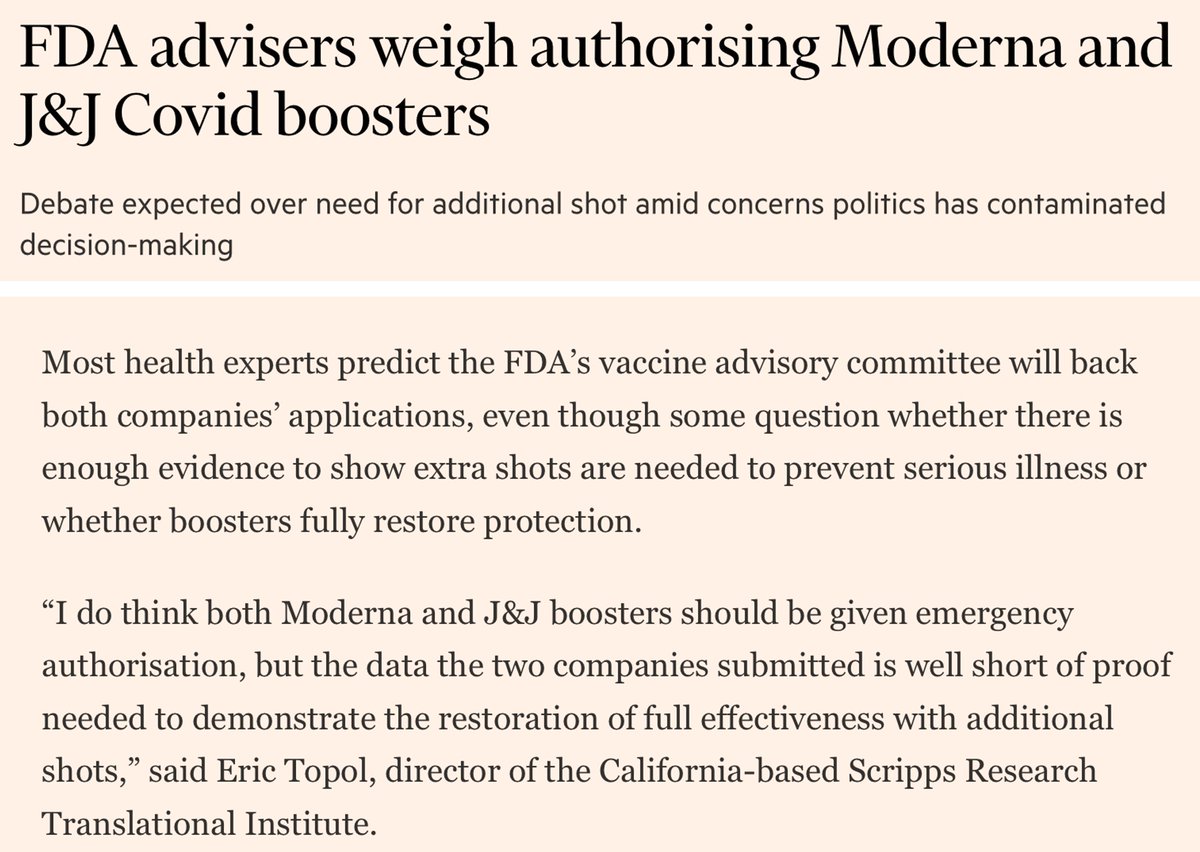 FDA advisers weigh authorising Moderna and
J&J Covid boosters
Debate expected over need for additional shot amid concerns politics has contaminated
decision-making
Most health experts predict the FDA’s vaccine advisory committee will back
both companies’ applications, even though some question whether there is
enough evidence to show extra shots are needed to prevent serious illness or
whether boosters fully restore protection.
“I do think both Moderna and J&J boosters should be given emergency
authorisation, but the data the two companies submitted is well short of proof
needed to demonstrate the restoration of full effectiveness with additional
shots,” said Eric Topol, director of the California-based Scripps Research
Translational Institute.